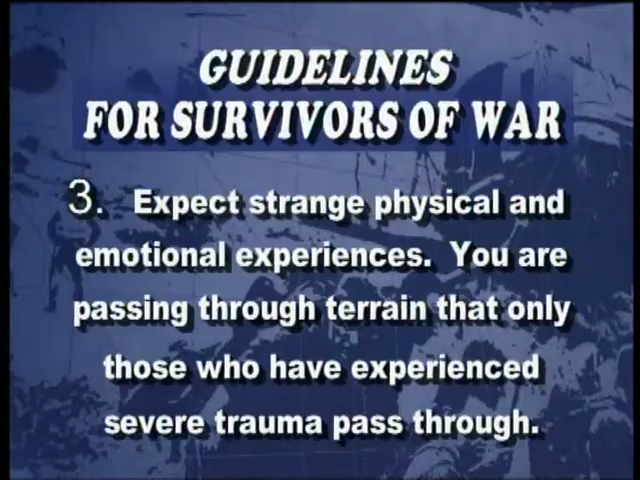 GUIDELINES
FOR SURVIVORS OF WAR
3. Expect strange physical and
emotional experiences. You are
passing through terrain that only
those who have experienced
severe trauma pass through.